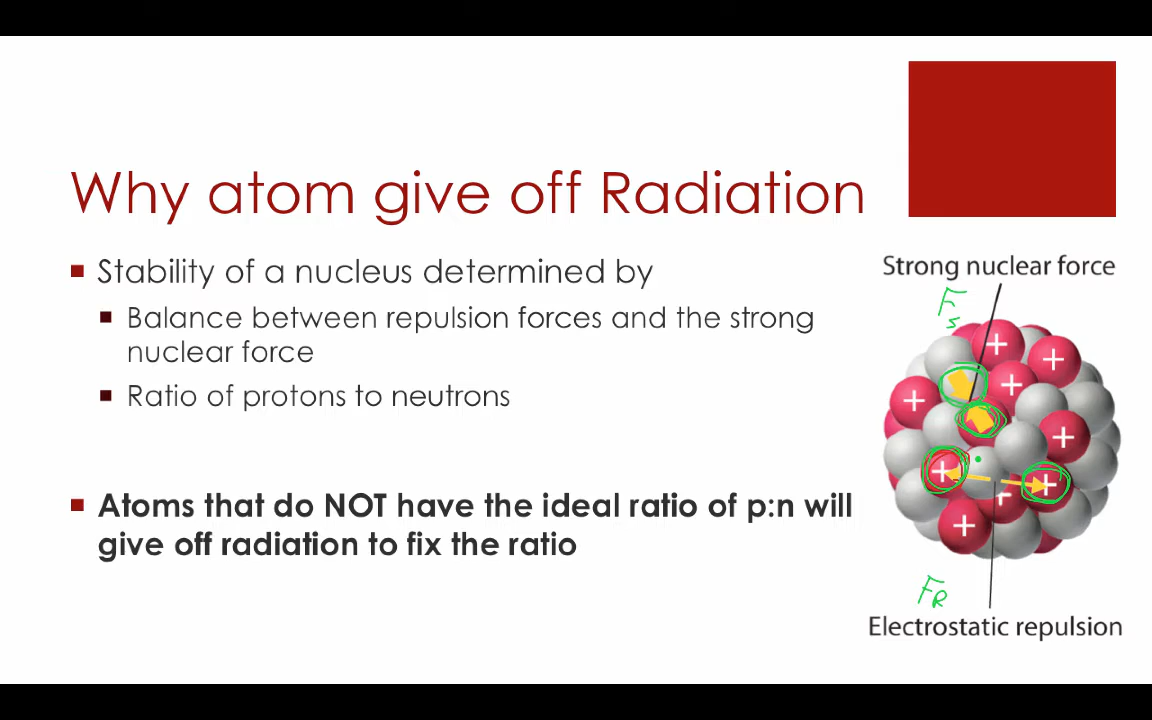 Why atom give off Radiation
Stability of a nucleus determined by
Balance between repulsion forces and the strong
nuclear force
Ratio of protons to neutrons
Atoms that do NOT have the ideal ratio of p:n will
give off radiation to fix the ratio
Strong nuclear force
Fs
+
+
+
+
+
+
+
+
r
FR
Electrostatic repulsion